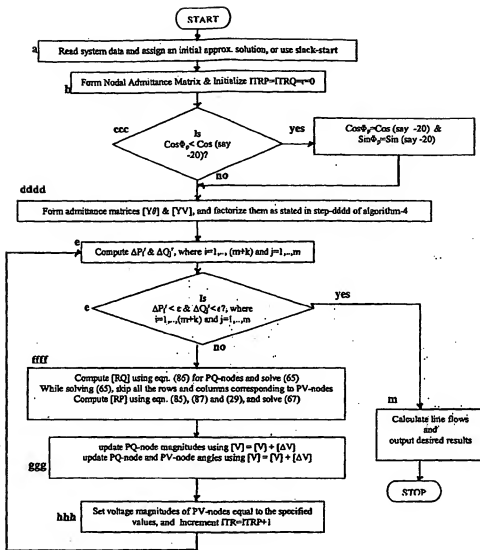 START
a
Read system data and assign an initial approx. solution, or use slack-start
b
Form Nodal Admittance Matrix & Initialize ITRP=ITRQ=r=0
ccc
Is
CosΦp< Cos (say
-20)?
yes
CosΦp=Cos (say -20) &
SinΦp=Sin (say -20)
no
dddd
Form admittance matrices [Yθ] & [YV], and factorize them as stated in step-dddd of algorithm-4
e
Compute ΔPiʳ & ΔQjʳ, where i=1,..,(m+k) and j=1,..,m
e
Is
ΔPiʳ < ε & ΔQjʳ < ε?, where
i=1,..,(m+k) and j=1,..,m
yes
no
ffff
Compute [RQ] using eqn. (86) for PQ-nodes and solve (65)
While solving (65), skip all the rows and columns corresponding to PV-nodes
Compute [RP] using eqn. (85), (87) and (29), and solve (67)
m
Calculate line flows
and
output desired results
ggg
update PQ-node magnitudes using [V] = [V] + [ΔV]
update PQ-node and PV-node angles using [V] = [V] + [ΔV]
STOP
hhh
Set voltage magnitudes of PV-nodes equal to the specified
values, and Increment ITR=ITRP+1